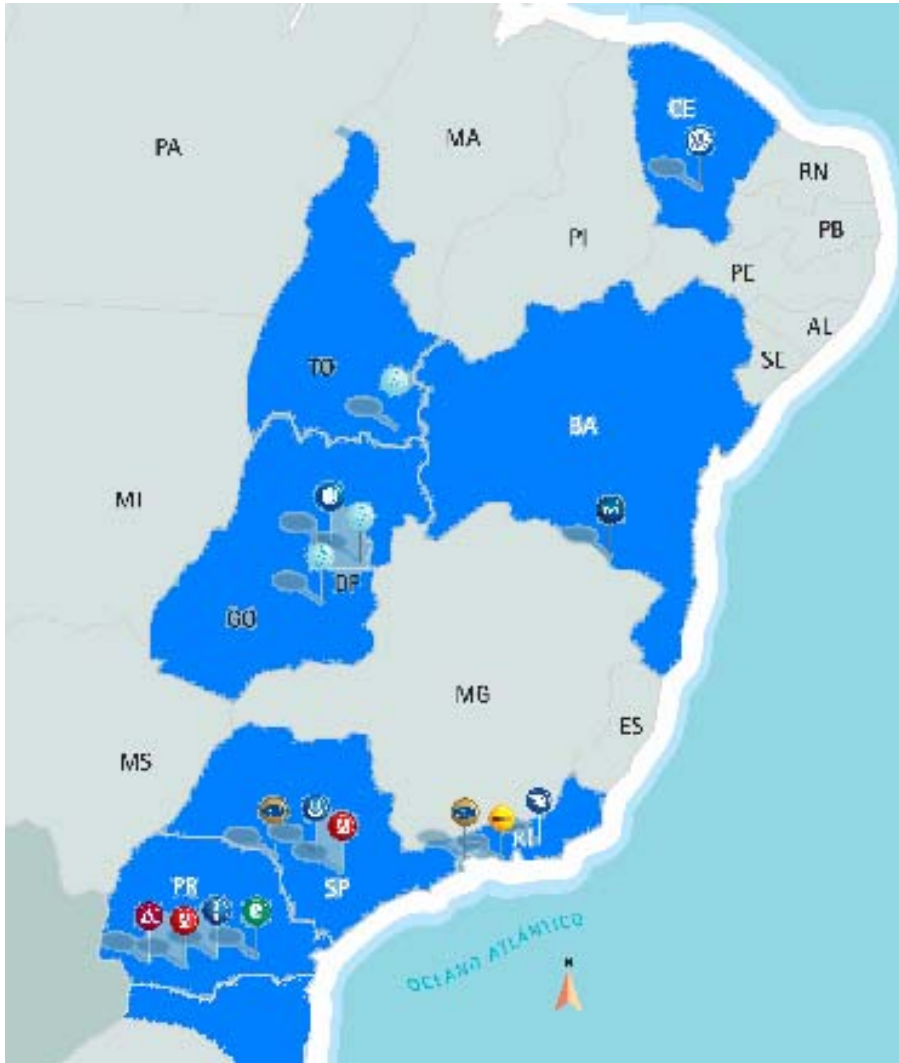 CE
MA
PA
RN
PB
PI
PE
AL
SE
TO
BA
MT
DF
GO
MG
ES
MS
RJ
PR
SP
OCEANO ATLÂNTICO
N